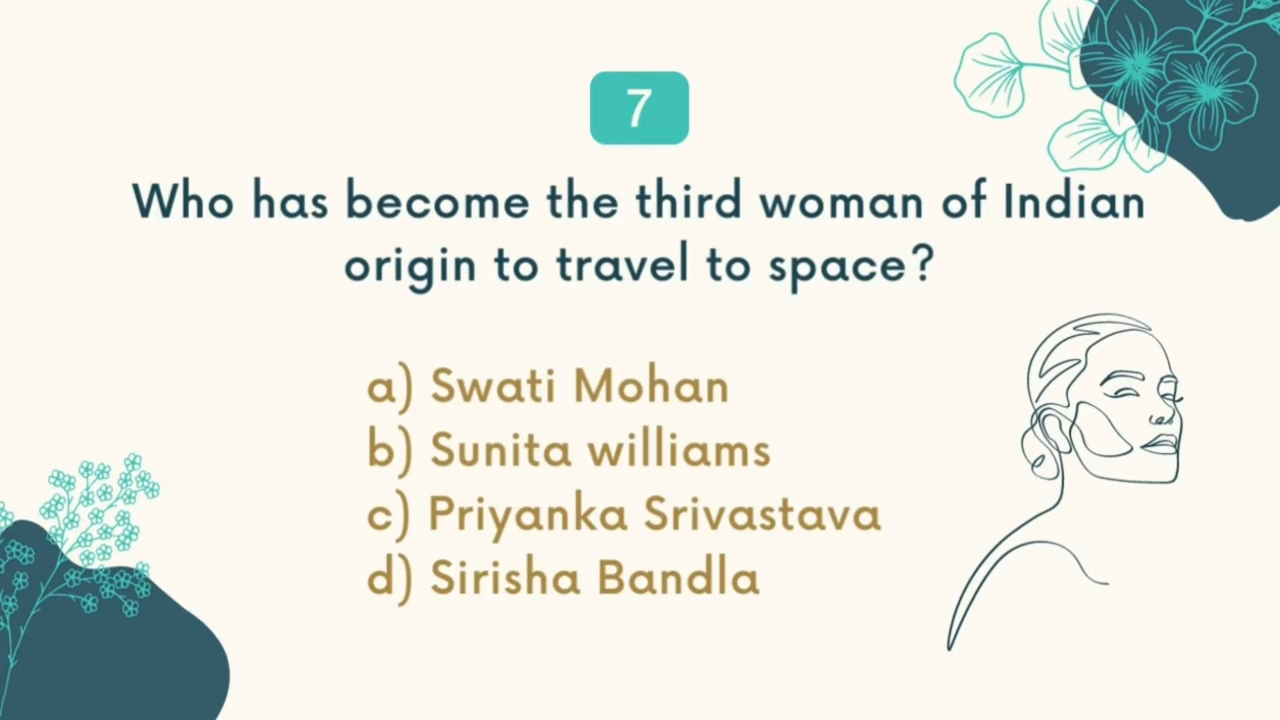 7
Who has become the third woman of Indian
origin to travel to space?
a) Swati Mohan
b) Sunita williams
c) Priyanka Srivastava
d) Sirisha Bandla